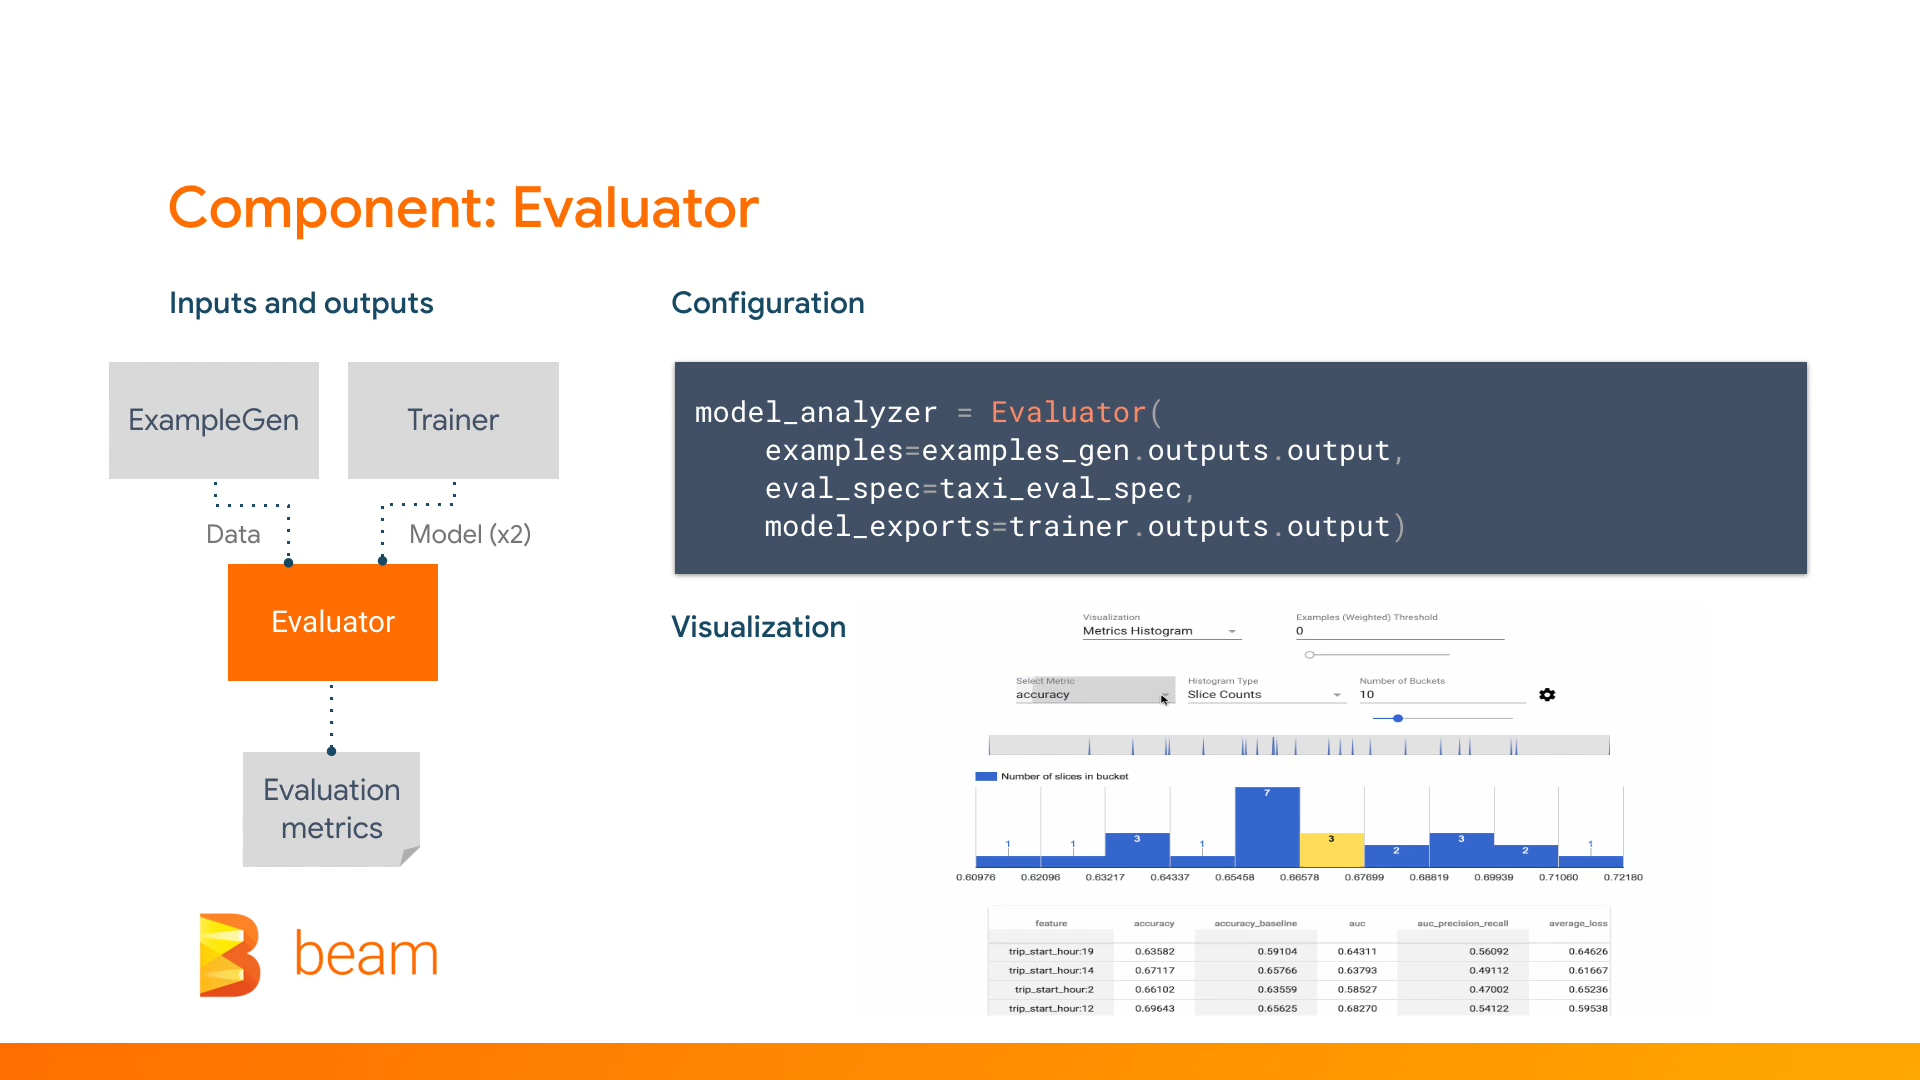 Component: Evaluator
Inputs and outputs
ExampleGen
Trainer
Data
Model (x2)
Evaluator
Evaluation
metrics
beam
Configuration
model_analyzer = Evaluator(
    examples=examples_gen.outputs.output,
    eval_spec=taxi_eval_spec,
    model_exports=trainer.outputs.output)
Visualization
Visualization
Metrics Histogram
Examples (Weighted) Threshold
0
Select Metric
accuracy
Histogram Type
Slice Counts
Number of Buckets
10
Number of slices in bucket
1 1 3 1 7 3 2 3 2 1
0.60976 0.62096 0.63217 0.64337 0.65458 0.66578 0.67699 0.68819 0.69939 0.71060 0.72180
feature accuracy accuracy_baseline auc auc_precision_recall average_loss
trip_start_hour:19 0.63582 0.59104 0.64311 0.56092 0.64626
trip_start_hour:14 0.67117 0.65766 0.63793 0.49112 0.61667
trip_start_hour:2 0.66102 0.63559 0.58527 0.47002 0.65236
trip_start_hour:12 0.69643 0.65625 0.68270 0.54122 0.59538